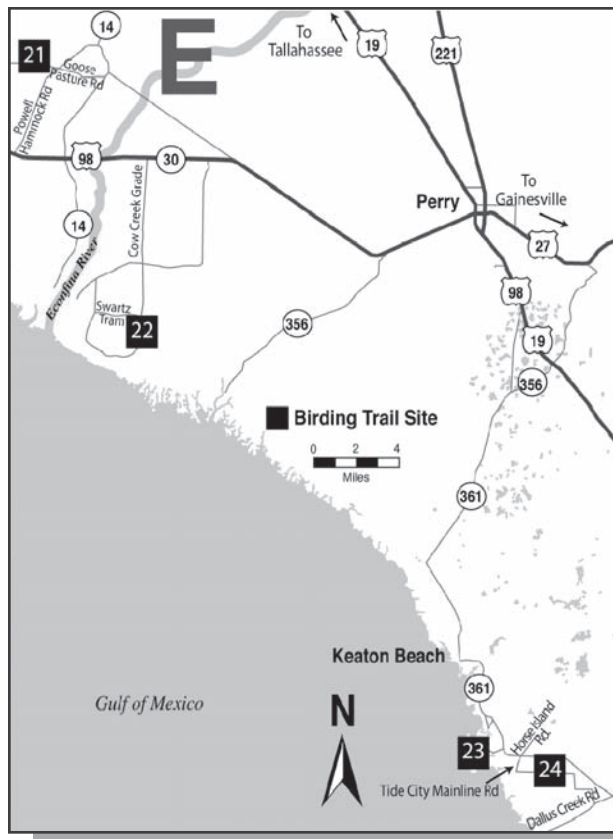 14
21
Goose
Pasture Rd
Powell
Hammock Rd
E
To
Tallahassee
19
221
98
30
14
Cow Creek Grade
Econfina River
Swartz
Tram
22
Perry
To
Gainesville
27
98
19
356
356
Birding Trail Site
0 2 4
Miles
361
Keaton Beach
361
Gulf of Mexico
N
23
Horse Island
Rd.
24
Tide City Mainline Rd
Dallus Creek Rd